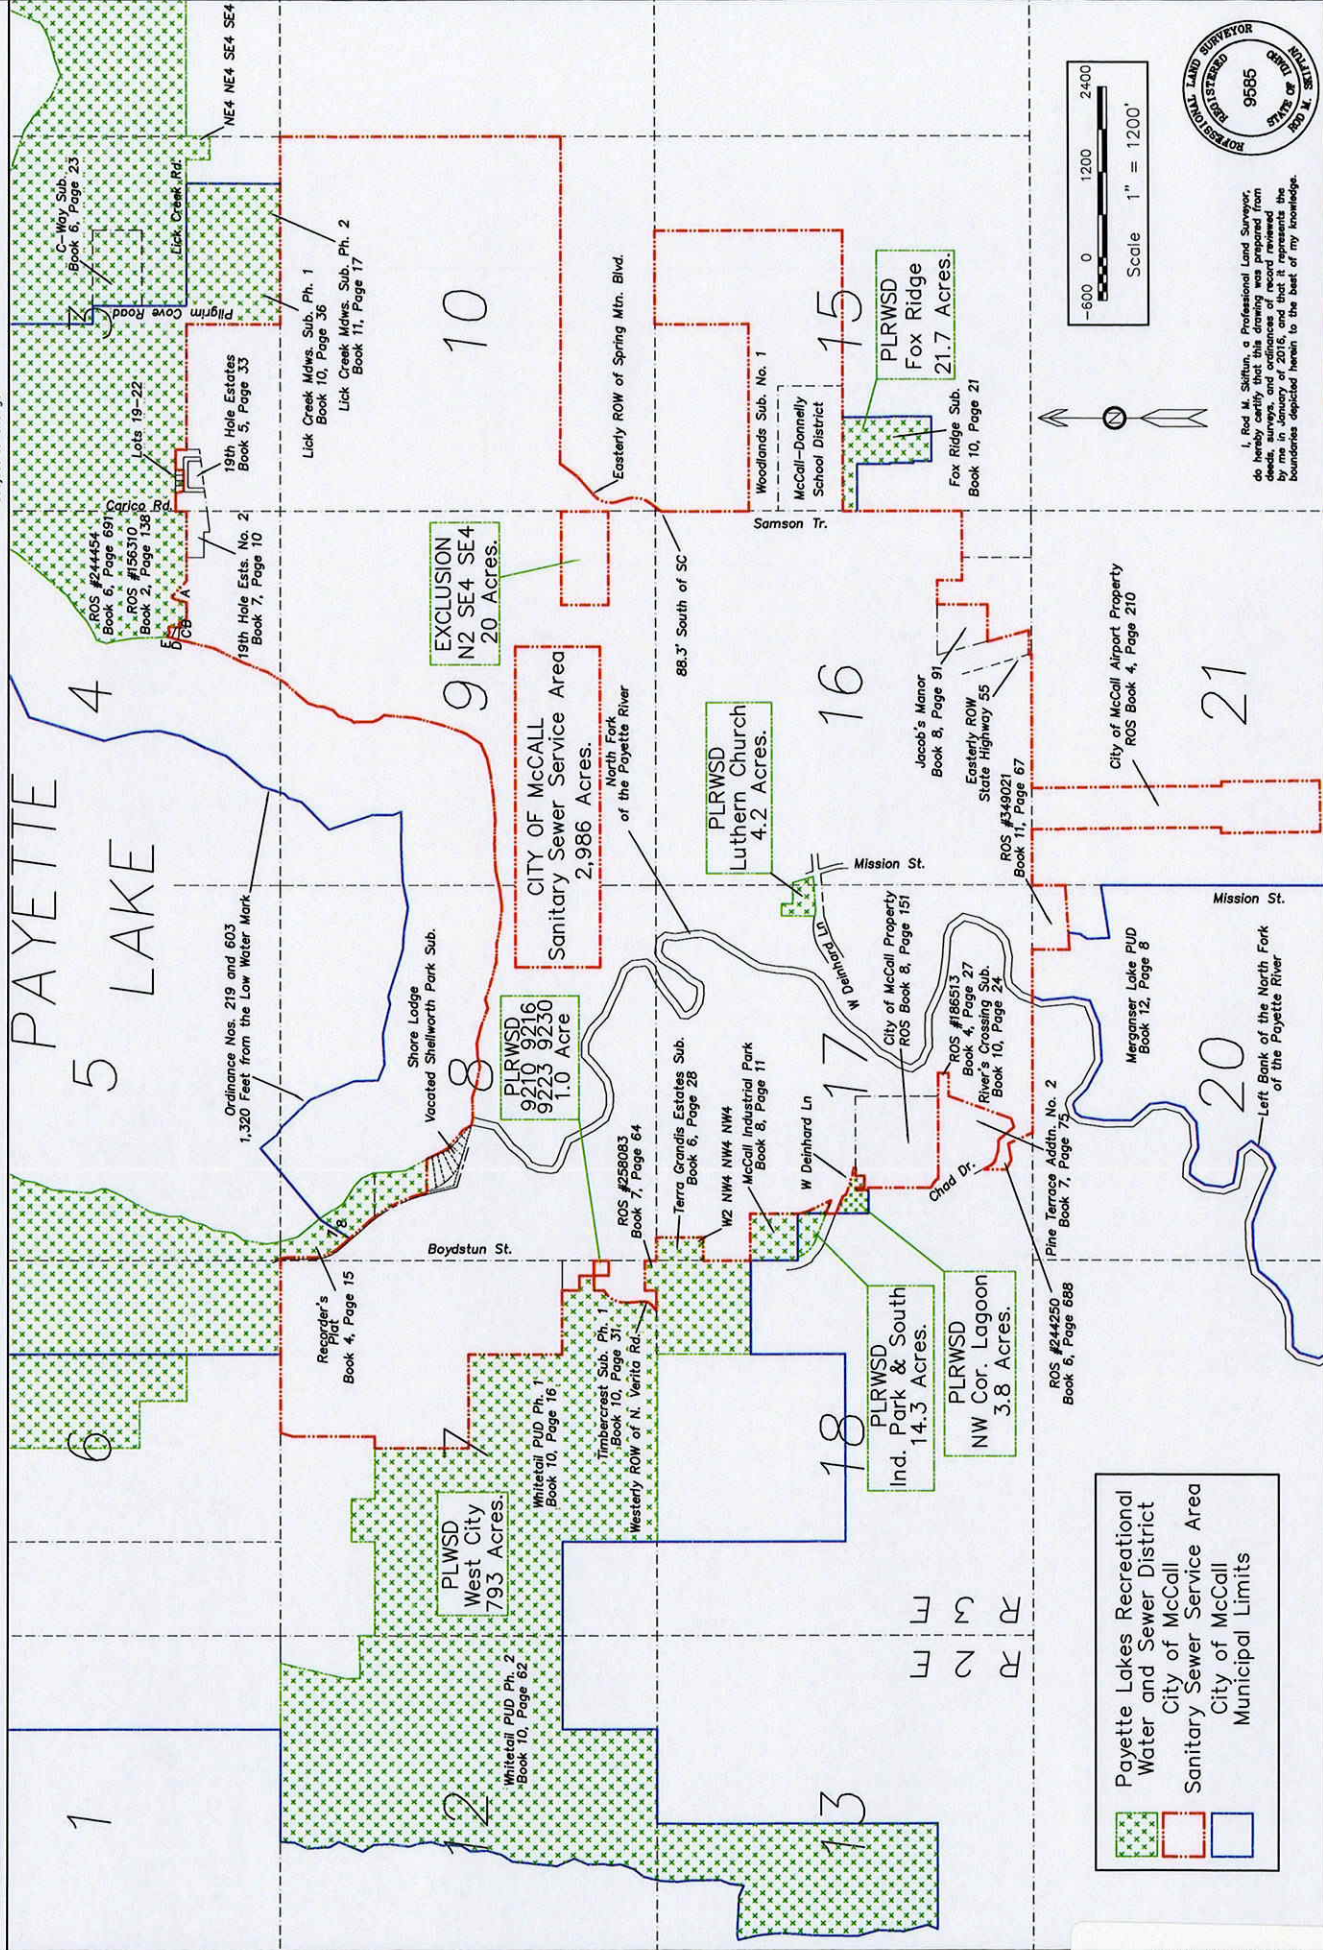 PAYETTE
LAKE
1
6
5
4
3
C-Way Sub.
Book 6, Page 23
NE4 NE4 SE4
Lick Creek Rd.
Pilgrim Cove Road
Lots 19-22
Carico Rd.
ROS #244454
Book 6, Page 691
ROS #156310
Book 2, Page 138
E
D
C
B
A
19th Hole Estates
Book 5, Page 33
19th Hole Ests. No. 2
Book 7, Page 10
Lick Creek Mdws. Sub. Ph. 1
Book 10, Page 36
Lick Creek Mdws. Sub. Ph. 2
Book 11, Page 17
Ordinance Nos. 219 and 603
1,320 Feet from the Low Water Mark
7
8
Recorder's
Plat
Book 4, Page 15
Boydstun St.
Shore Lodge
Vacated Shellworth Park Sub.
12
7
8
9
10
Whitetail PUD Ph. 2
Book 10, Page 62
PLWSD
West City
793 Acres.
Whitetail PUD Ph. 1
Book 10, Page 16
Timbercrest Sub. Ph. 1
Book 10, Page 31
Westerly ROW of N. Verita Rd.
PLRWSD
9210 9216
9223 9230
1.0 Acre
CITY OF McCALL
Sanitary Sewer Service Area
2,986 Acres.
EXCLUSION
N2 SE4 SE4
20 Acres.
Easterly ROW of Spring Mtn. Blvd.
North Fork
of the Payette River
88.3' South of SC
ROS #258083
Book 7, Page 64
Terra Grandis Estates Sub.
Book 6, Page 28
W2 NW4 NW4 NW4
McCall Industrial Park
Book 8, Page 11
W Deinhard Ln
13
18
17
16
15
PLRWSD
Luthern Church
4.2 Acres.
Mission St.
W Deinhard Ln
Woodlands Sub. No. 1
McCall-Donnelly
School District
Samson Tr.
PLRWSD
Fox Ridge
21.7 Acres.
Fox Ridge Sub.
Book 10, Page 21
PLRWSD
Ind. Park & South
14.3 Acres.
PLRWSD
NW Cor. Lagoon
3.8 Acres.
City of McCall Property
ROS Book 8, Page 151
ROS #186513
Book 4, Page 27
River's Crossing Sub.
Book 10, Page 24
Chad Dr.
Pine Terrace Addtn. No. 2
Book 7, Page 75
ROS #244250
Book 6, Page 688
Jacob's Manor
Book 8, Page 91
Easterly ROW
State Highway 55
ROS #349021
Book 11, Page 67
City of McCall Airport Property
ROS Book 4, Page 210
R 2 E
R 3 E
20
21
Merganser Lake PUD
Book 12, Page 8
Mission St.
Left Bank of the North Fork
of the Payette River
Payette Lakes Recreational
Water and Sewer District
City of McCall
Sanitary Sewer Service Area
City of McCall
Municipal Limits
N
-600 0 1200 2400
Scale 1" = 1200'
I, Rod M. Skiftun, a Professional Land Surveyor,
do hereby certify that this drawing was prepared from
deeds, surveys, and ordinances of record reviewed
by me in January of 2016, and that it represents the
boundaries depicted herein to the best of my knowledge.
PROFESSIONAL LAND SURVEYOR
REGISTERED
9585
STATE OF IDAHO
ROD M. SKIFTUN